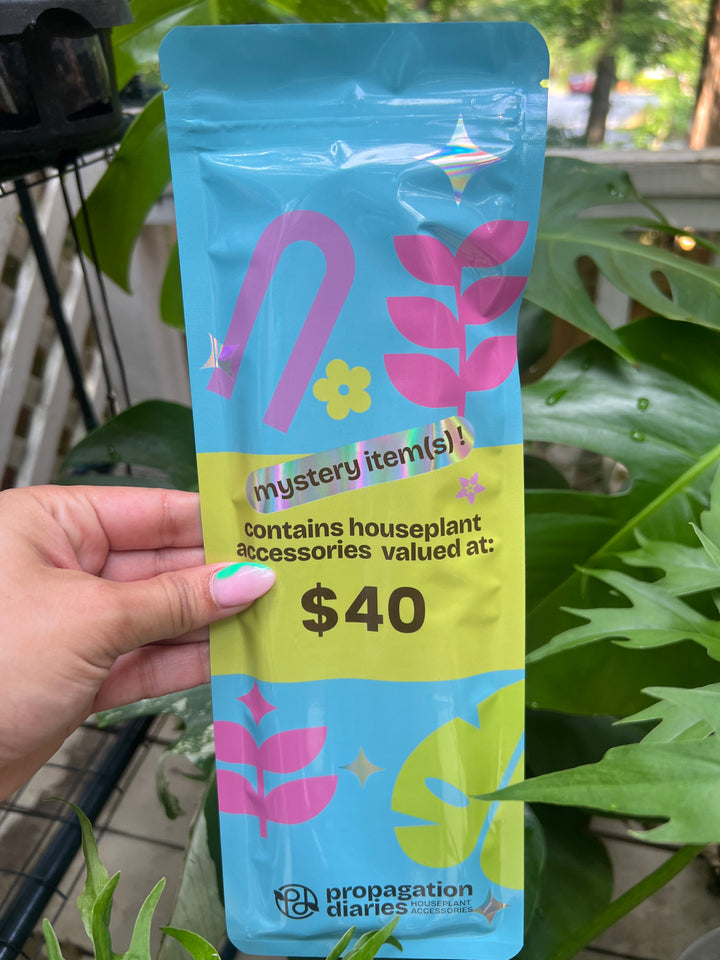 mystery item(s) !
contains houseplant
accessories valued at:
$40
propagation
diaries HOUSEPLANT
ACCESSORIES